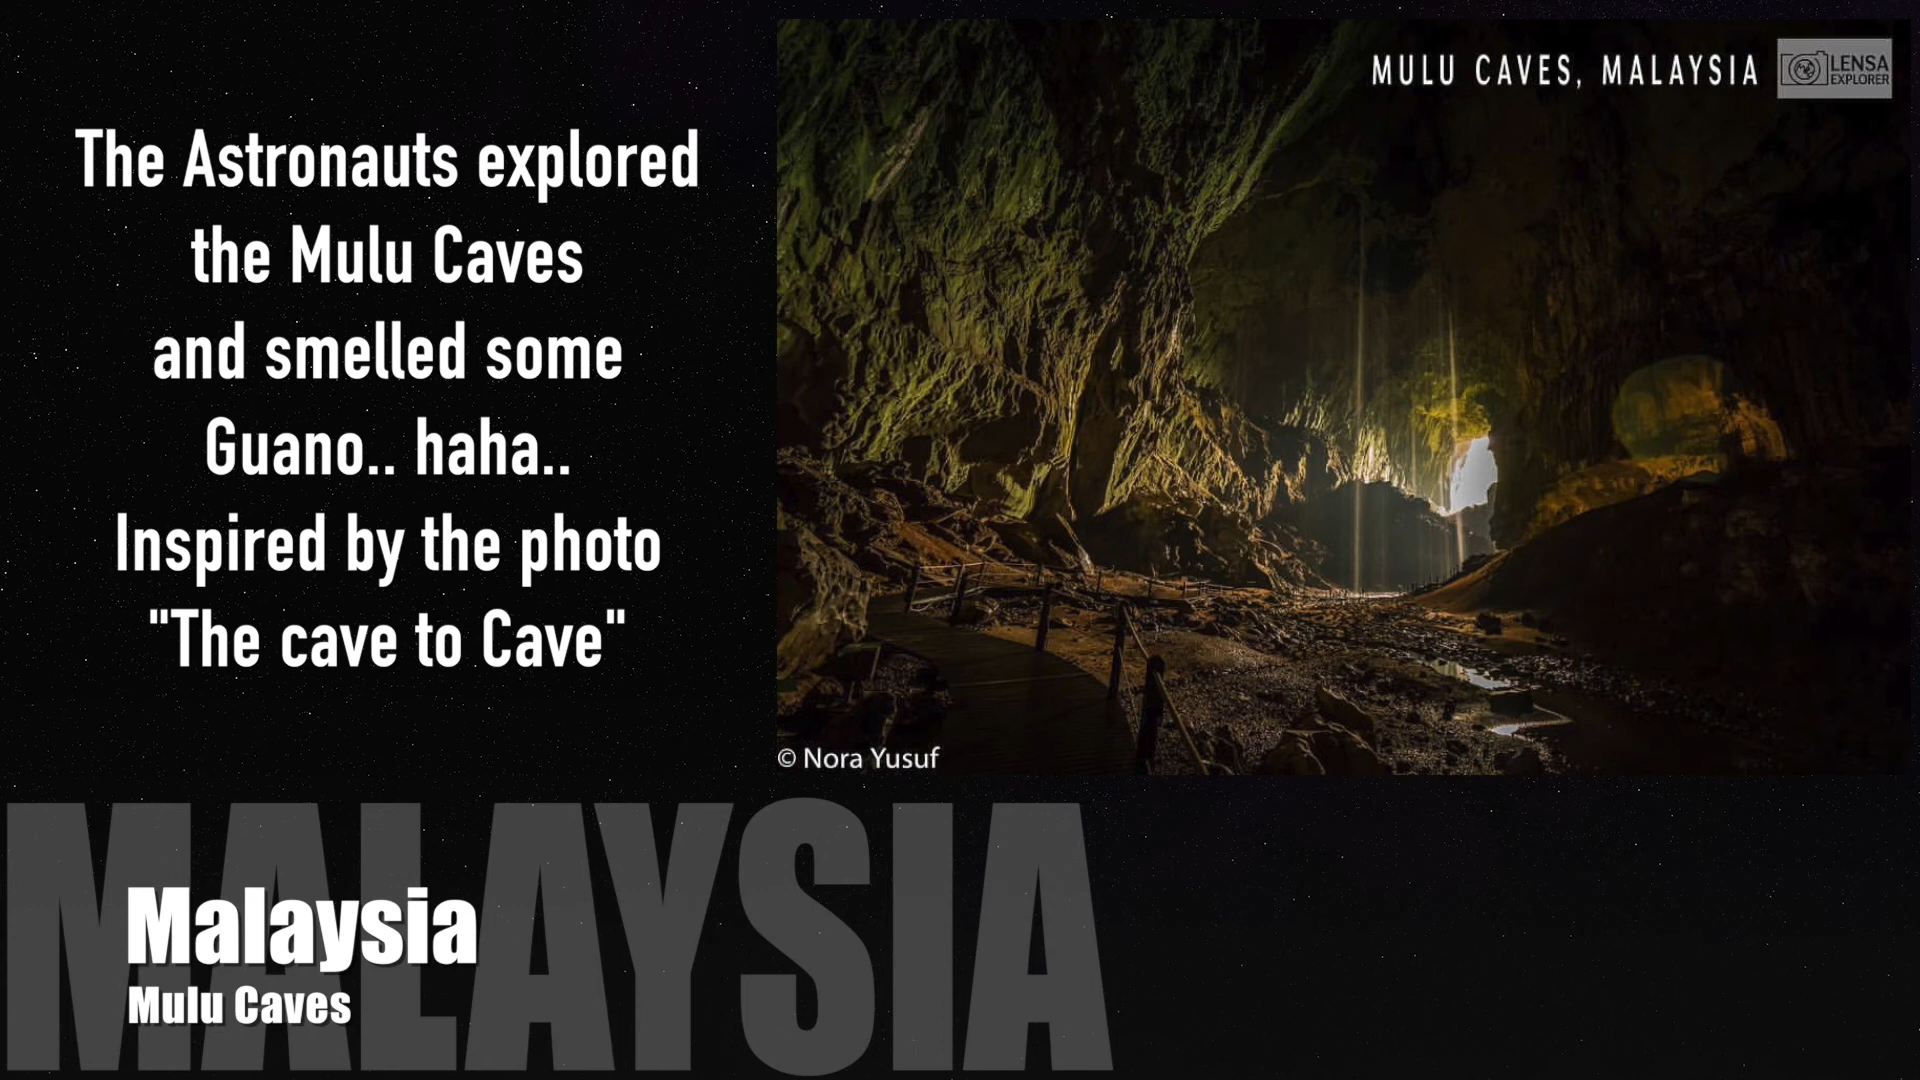 The Astronauts explored
the Mulu Caves
and smelled some
Guano.. haha..
Inspired by the photo
"The cave to Cave"
MULU CAVES, MALAYSIA
LENSA
EXPLORER
© Nora Yusuf
MALAYSIA
Malaysia
Mulu Caves